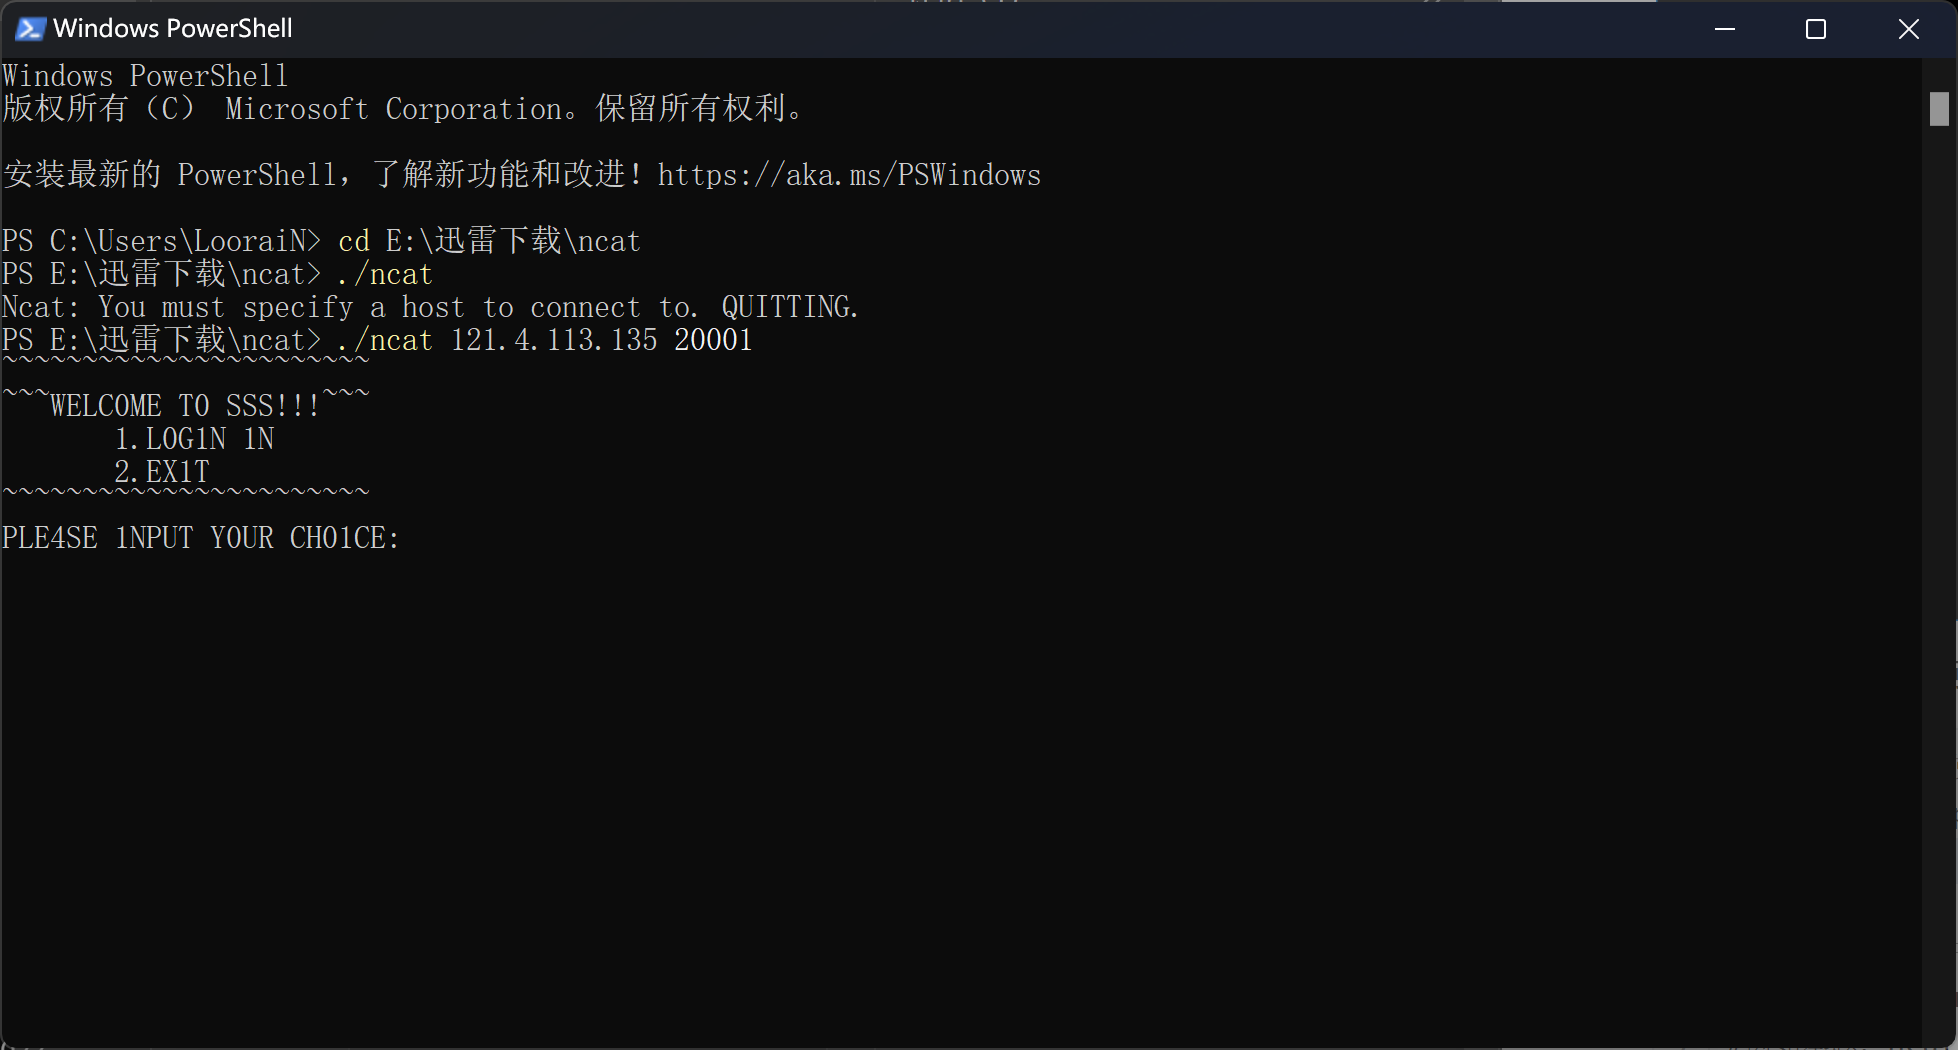 Windows PowerShell
Windows PowerShell
版权所有（C） Microsoft Corporation。保留所有权利。
安装最新的 PowerShell，了解新功能和改进！https://aka.ms/PSWindows
PS C:\Users\LooraiN> cd E:\迅雷下载\ncat
PS E:\迅雷下载\ncat> ./ncat
Ncat: You must specify a host to connect to. QUITTING.
PS E:\迅雷下载\ncat> ./ncat 121.4.113.135 20001
~~~~~~~~~~~~~~~~~~~~~~~
~~~WELC0ME T0 SSS!!!~~~
1.L0G1N 1N
2.EX1T
~~~~~~~~~~~~~~~~~~~~~~~
PLE4SE 1NPUT Y0UR CH01CE: